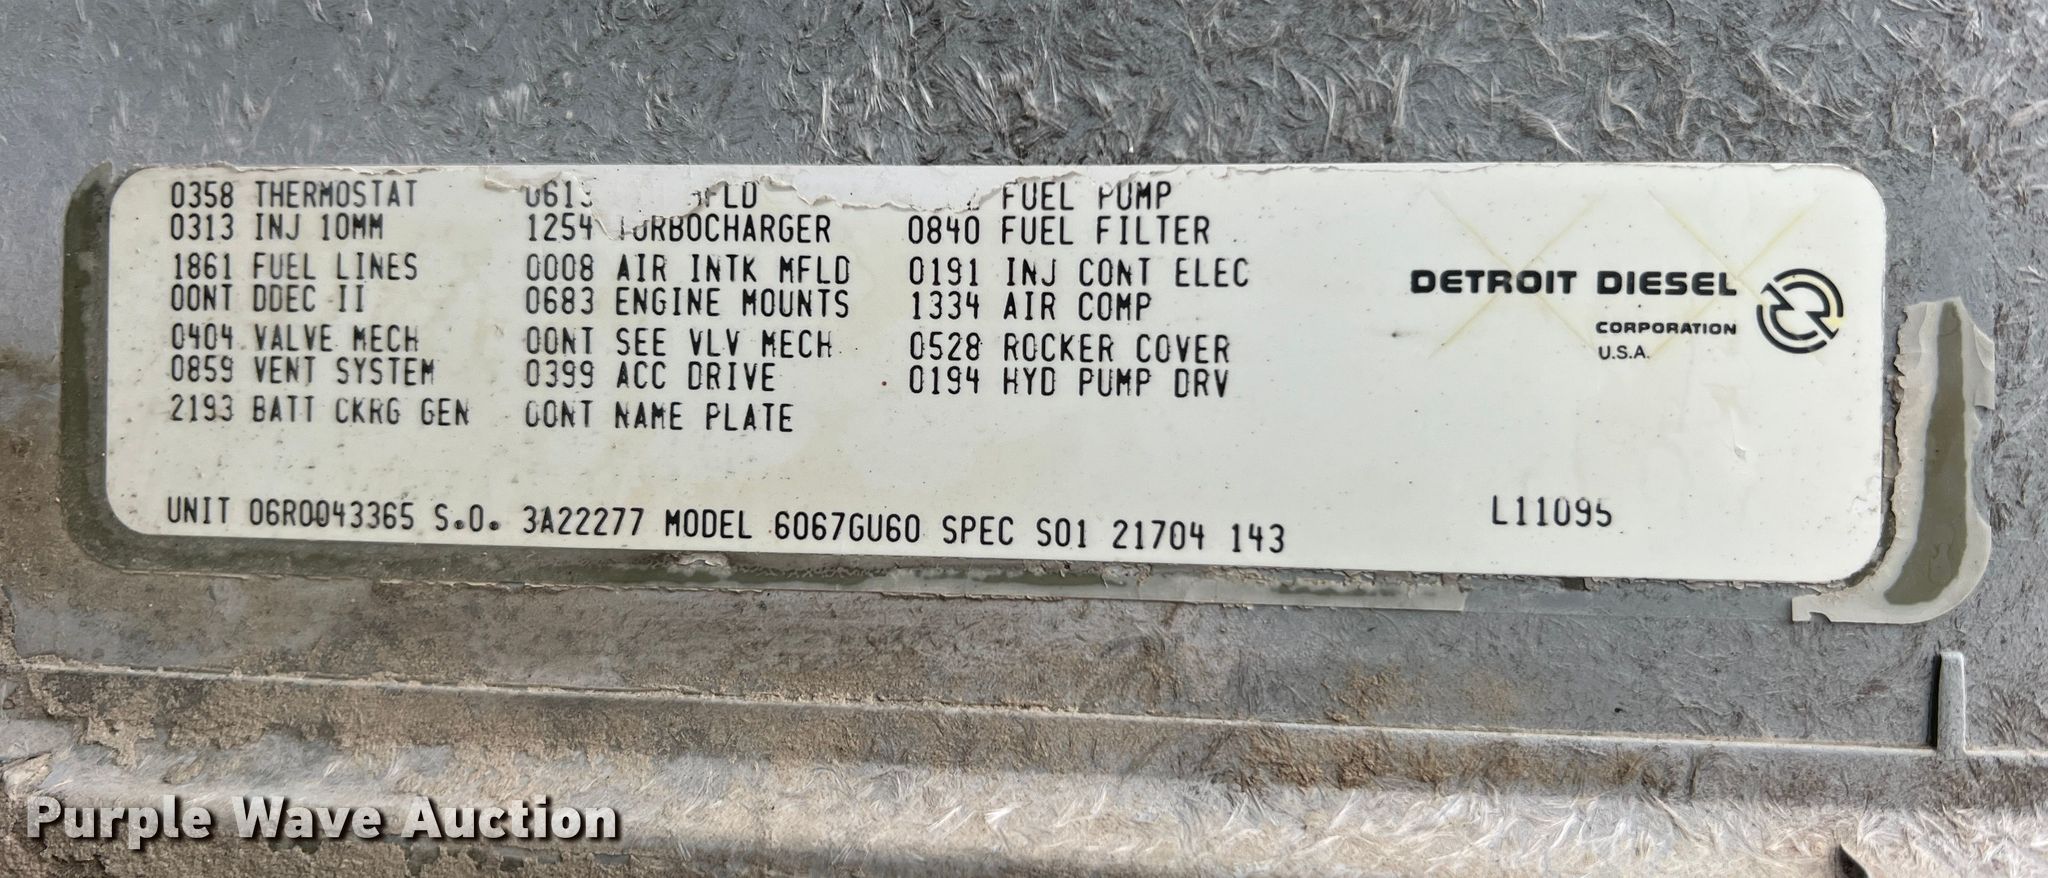 0358 THERMOSTAT
0313 INJ 10MM
1861 FUEL LINES
00NT DDEC II
0404 VALVE MECH
0859 VENT SYSTEM
2193 BATT CKRG GEN
1254 TURBOCHARGER
0008 AIR INTK MFLD
0683 ENGINE MOUNTS
00NT SEE VLV MECH
0399 ACC DRIVE
00NT NAME PLATE
FUEL PUMP
0840 FUEL FILTER
0191 INJ CONT ELEC
1334 AIR COMP
0528 ROCKER COVER
0194 HYD PUMP DRV
DETROIT DIESEL
CORPORATION
U.S.A.
UNIT 06R0043365 S.O. 3A22277 MODEL 6067GU60 SPEC S01 21704 143
L11095
Purple Wave Auction